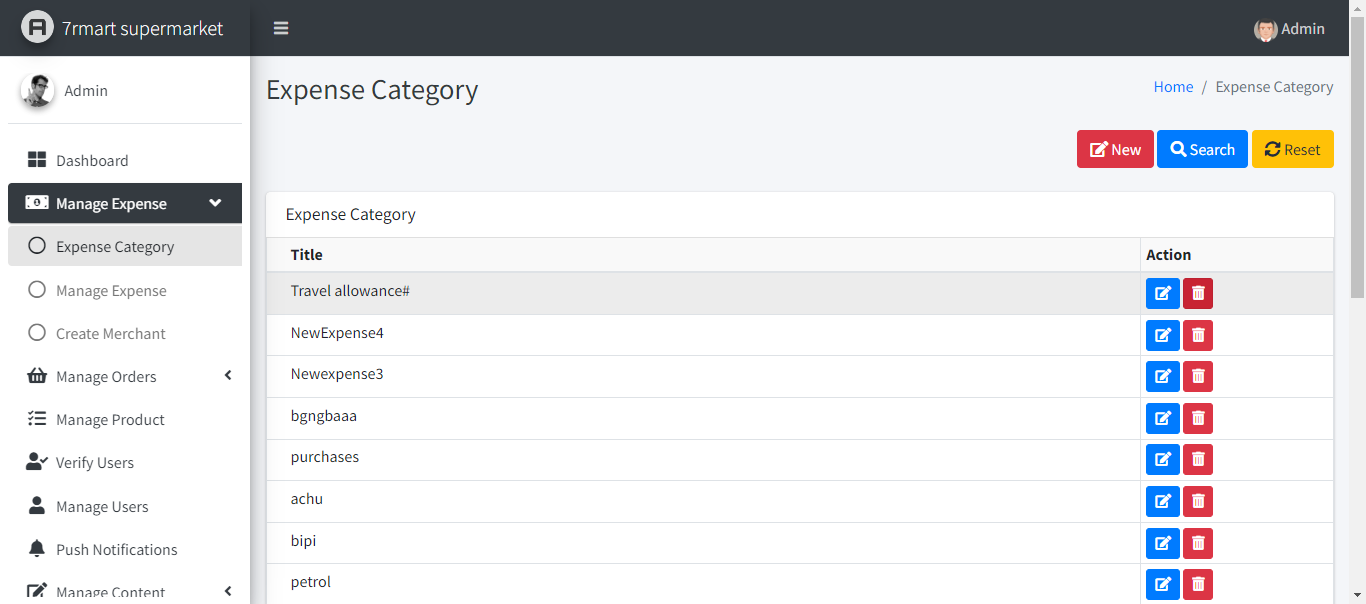 7rmart supermarket
Admin
Admin
Expense Category
Home / Expense Category
Dashboard
Manage Expense
Expense Category
Manage Expense
Create Merchant
Manage Orders
Manage Product
Verify Users
Manage Users
Push Notifications
Manage Content
New
Search
Reset
Expense Category
Title Action
Travel allowance#
NewExpense4
Newexpense3
bgngbaaa
purchases
achu
bipi
petrol